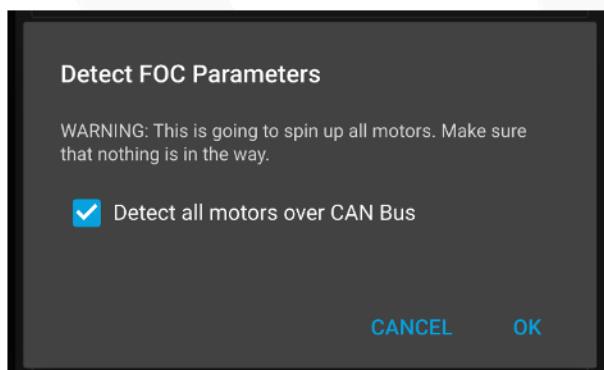 Detect FOC Parameters
WARNING: This is going to spin up all motors. Make sure
that nothing is in the way.
Detect all motors over CAN Bus
CANCEL OK